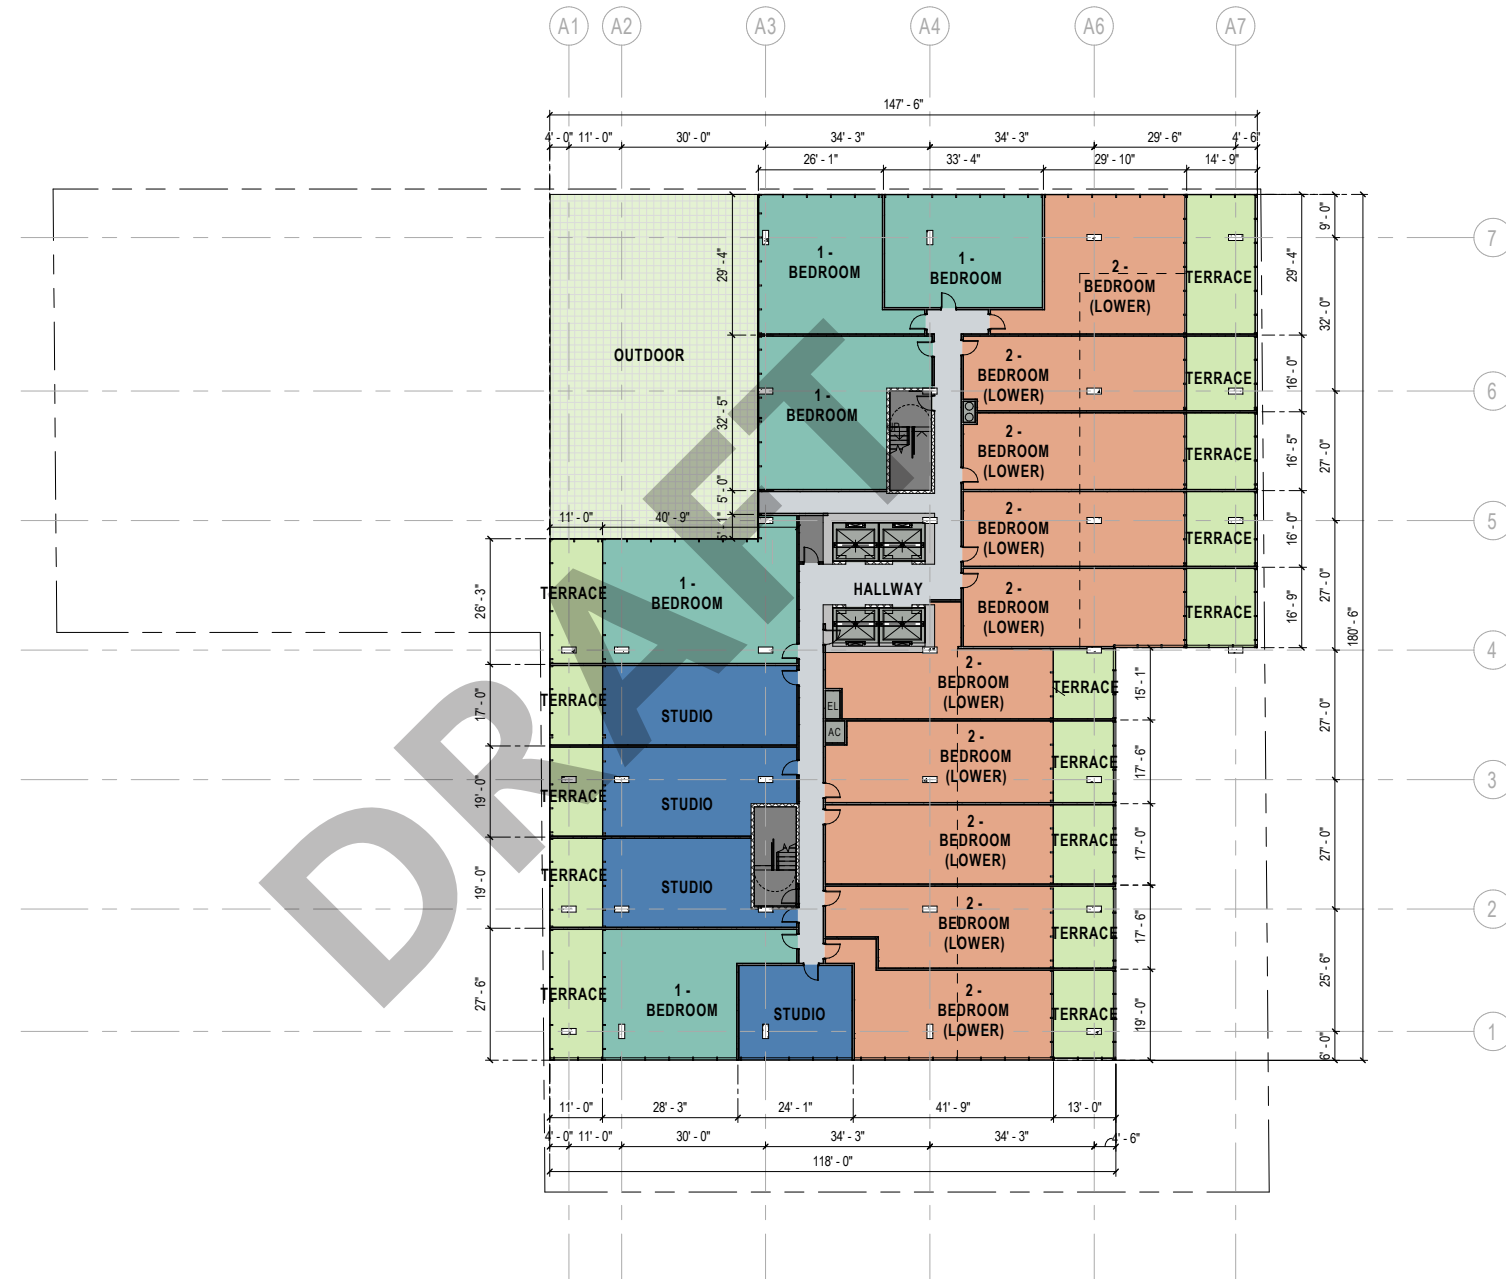 A1 A2 A3 A4 A6 A7
147' - 6"
4' - 0" 11' - 0" 30' - 0" 34' - 3" 34' - 3" 29' - 6" 4' - 6"
26' - 1" 33' - 4" 29' - 10" 14' - 9"
9' - 0"
7
29' - 4"
1 -
BEDROOM
1 -
BEDROOM
2 -
BEDROOM
(LOWER)
TERRACE
29' - 4"
32' - 0"
OUTDOOR
2 -
BEDROOM
(LOWER)
TERRACE
16' - 0"
6
32' - 5"
1 -
BEDROOM
2 -
BEDROOM
(LOWER)
TERRACE
16' - 5"
27' - 0"
5' - 0"
11' - 0" 40' - 9"
6' - 1"
2 -
BEDROOM
(LOWER)
TERRACE
16' - 0"
5
26' - 3"
TERRACE
1 -
BEDROOM
HALLWAY
2 -
BEDROOM
(LOWER)
TERRACE
16' - 9"
27' - 0"
180' - 6"
4
17' - 0"
TERRACE
STUDIO
EL
2 -
BEDROOM
(LOWER)
TERRACE
15' - 1"
27' - 0"
AC
2 -
BEDROOM
(LOWER)
TERRACE
17' - 6"
3
19' - 0"
TERRACE
STUDIO
2 -
BEDROOM
(LOWER)
TERRACE
17' - 0"
27' - 0"
19' - 0"
TERRACE
STUDIO
2 -
BEDROOM
(LOWER)
TERRACE
17' - 6"
2
27' - 6"
TERRACE
1 -
BEDROOM
STUDIO
2 -
BEDROOM
(LOWER)
TERRACE
19' - 0"
25' - 6"
1
6' - 0"
11' - 0" 28' - 3" 24' - 1" 41' - 9" 13' - 0"
4' - 0" 11' - 0" 30' - 0" 34' - 3" 34' - 3" 4' - 6"
118' - 0"
DRAFT